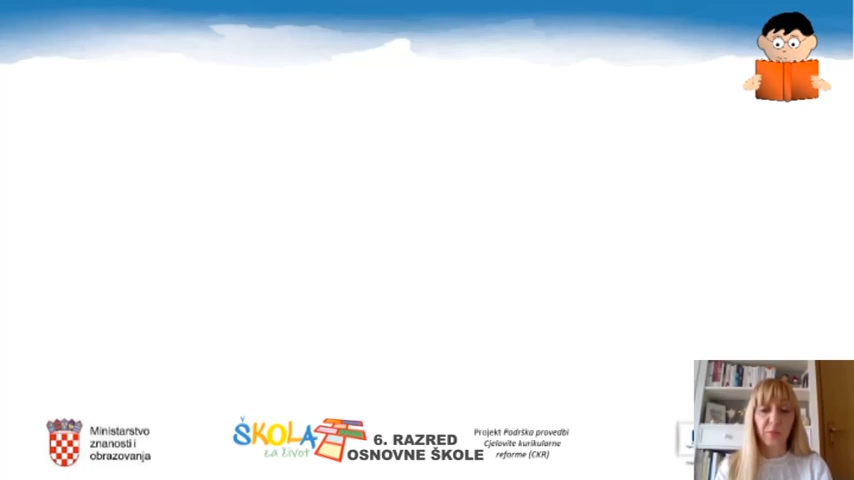 Ministarstvo
znanosti i
obrazovanja
ŠKOLA
za život
6. RAZRED
OSNOVNE ŠKOLE
Projekt Podrška provedbi
Cjelovite kurikularne
reforme (CKR)